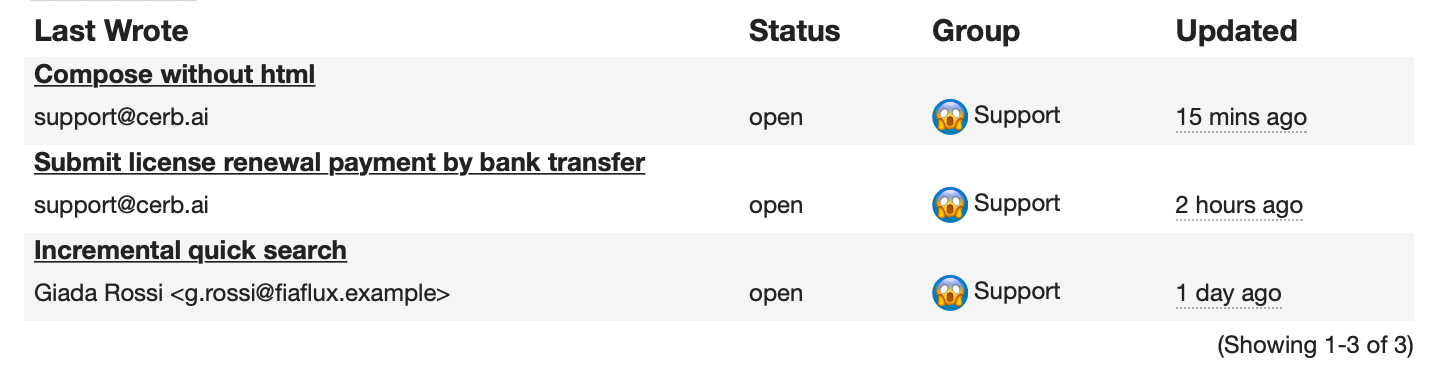 Last Wrote Status Group Updated
Compose without html
support@cerb.ai open Support 15 mins ago
Submit license renewal payment by bank transfer
support@cerb.ai open Support 2 hours ago
Incremental quick search
Giada Rossi <g.rossi@fiaflux.example> open Support 1 day ago
(Showing 1-3 of 3)